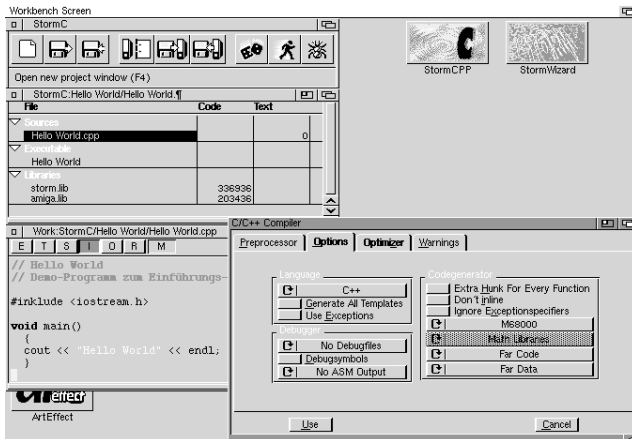 Workbench Screen
StormC
Open new project window (F4)
StormC:Hello World/Hello World.¶
File Code Text
Sources
Hello World.cpp 0
Executable
Hello World
Libraries
storm.lib 336936
amiga.lib 203436
StormCPP
StormWizard
Work:StormC/Hello World/Hello World.cpp
E T S I O R M
// Hello World
// Demo-Programm zum Einführungs-
#inklude <iostream.h>
void main()
{
cout << "Hello World" << endl;
}
ArtEffect
C/C++ Compiler
Preprocessor Options Optimizer Warnings
Language
C++
Generate All Templates
Use Exceptions
Debugger
No Debugfiles
Debugsymbols
No ASM Output
Codegenerator
Extra Hunk For Every Function
Don't inline
Ignore Exceptionspecifiers
M68000
Math Libraries
Far Code
Far Data
Use Cancel